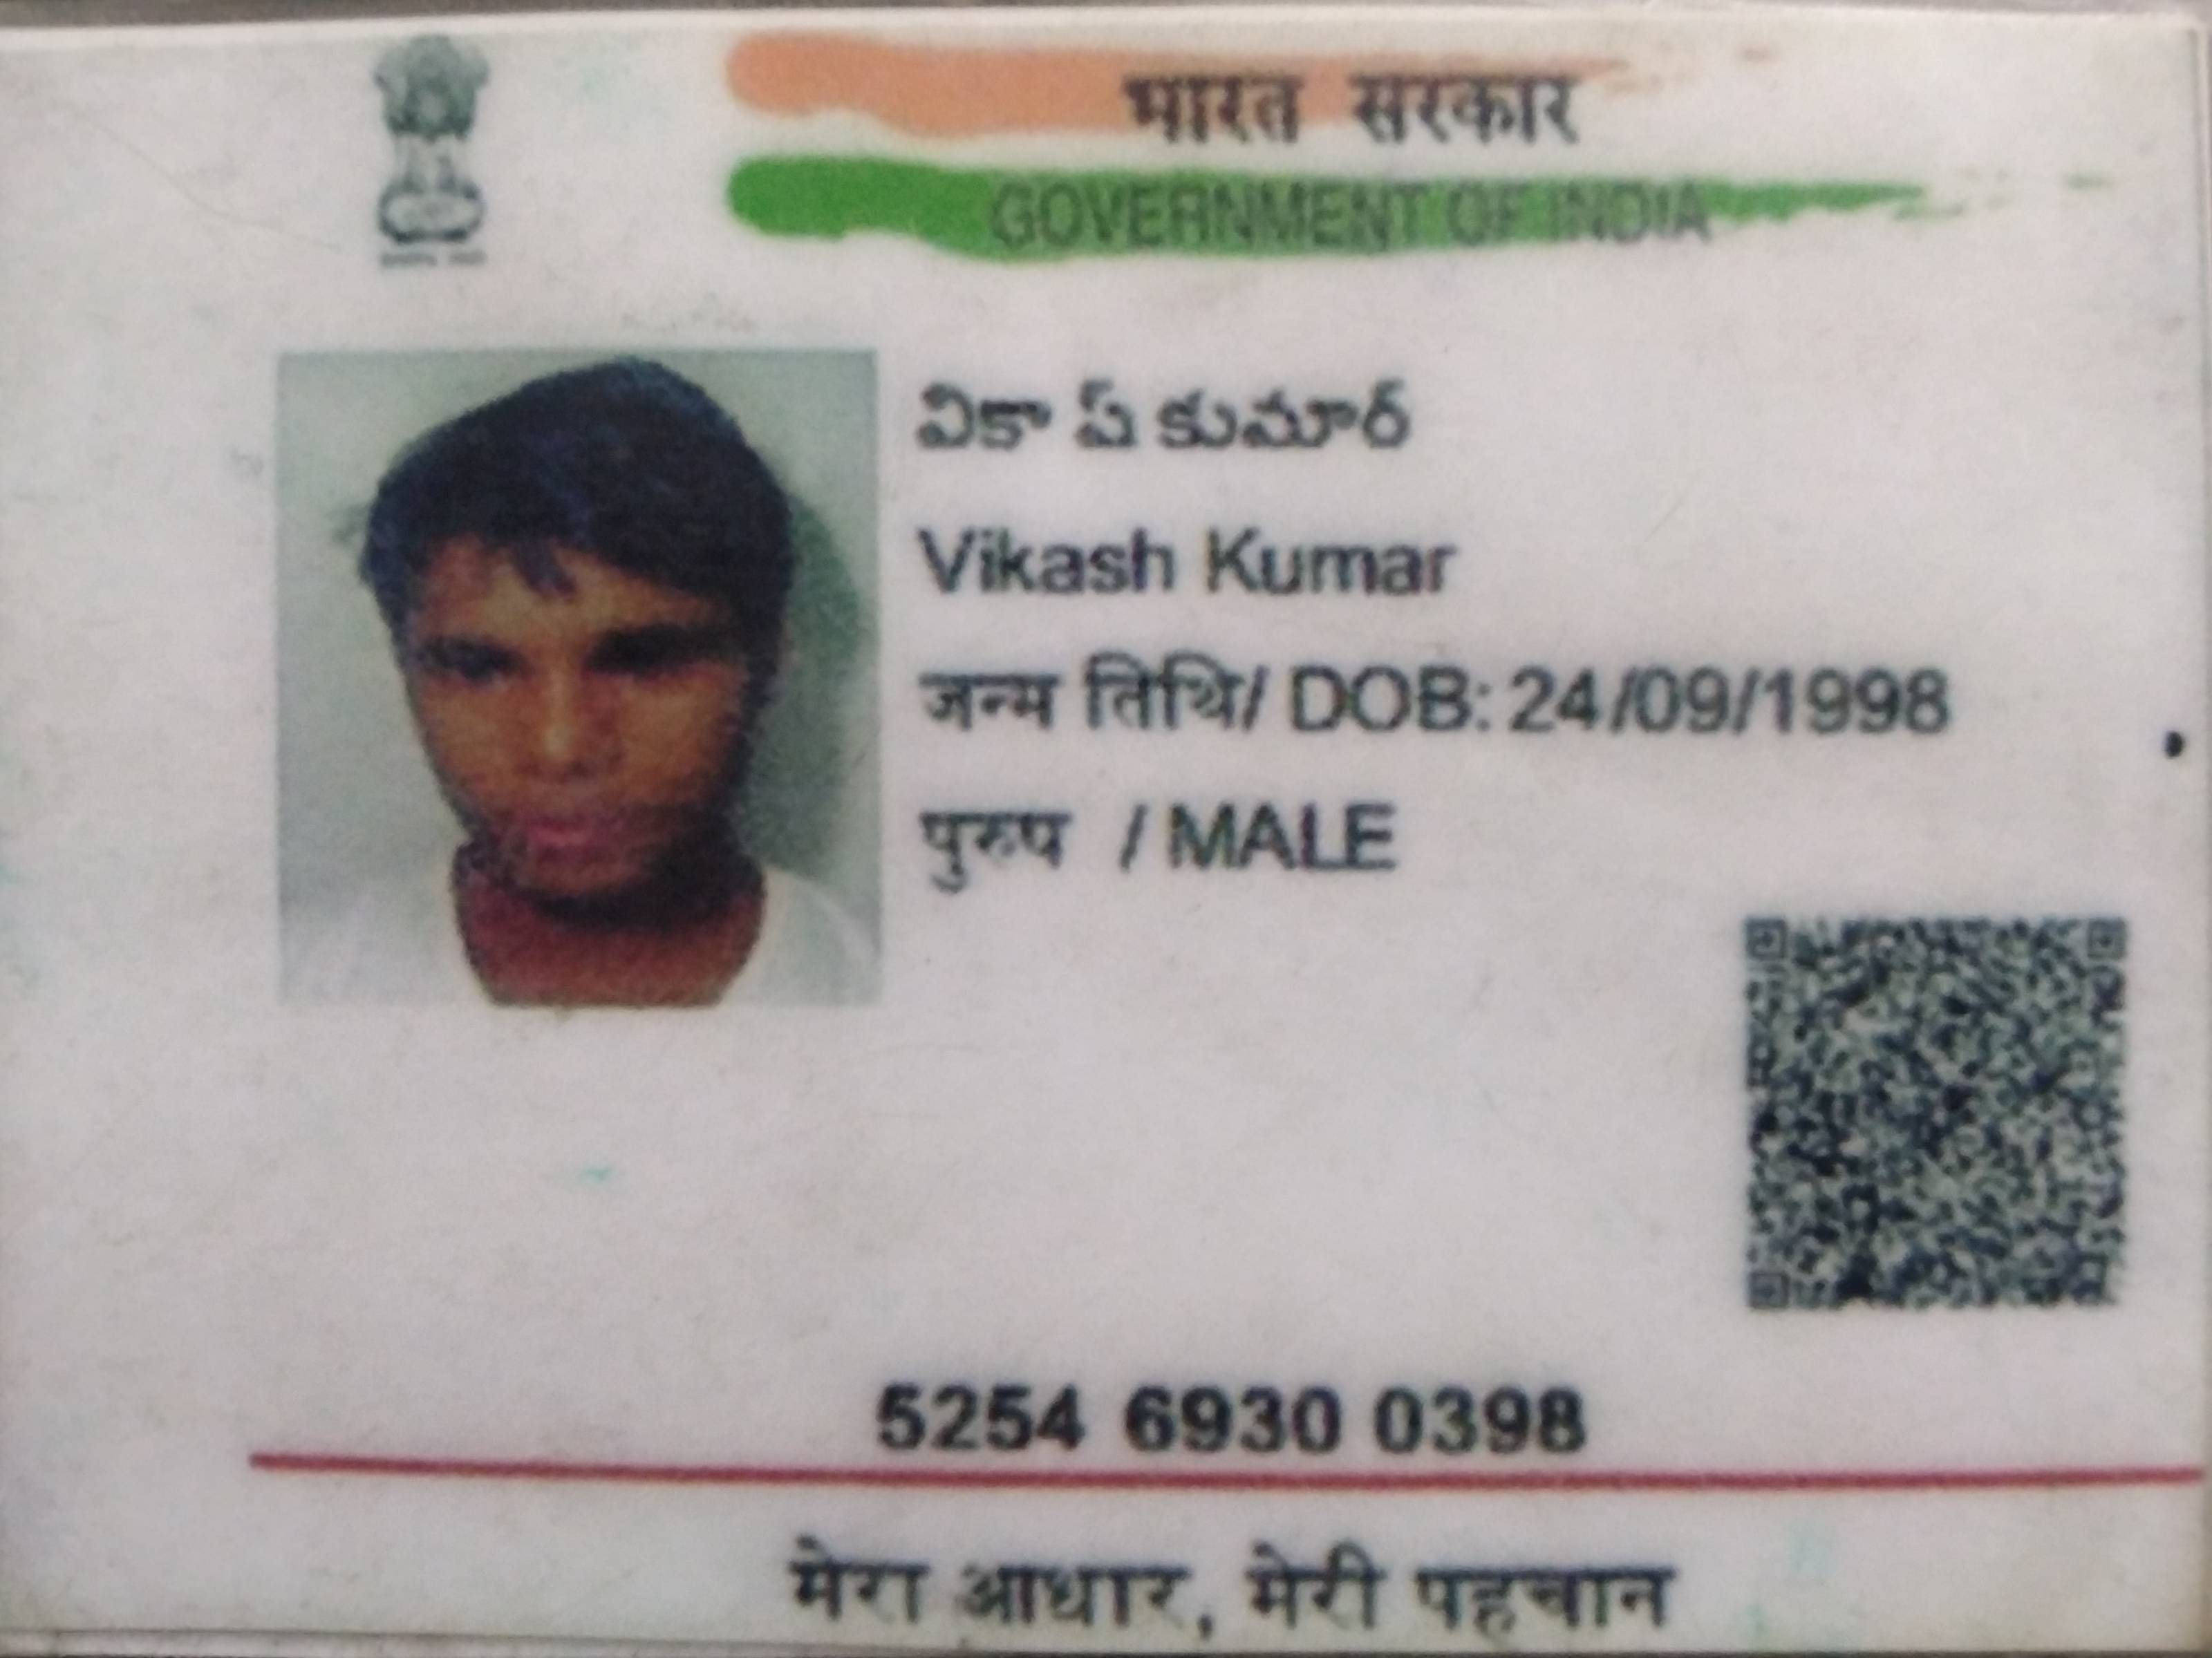 भारत सरकार
GOVERNMENT OF INDIA
వికా ష్ కుమార్
Vikash Kumar
जन्म तिथि/ DOB: 24/09/1998
पुरुष / MALE
5254 6930 0398
मेरा आधार, मेरी पहचान